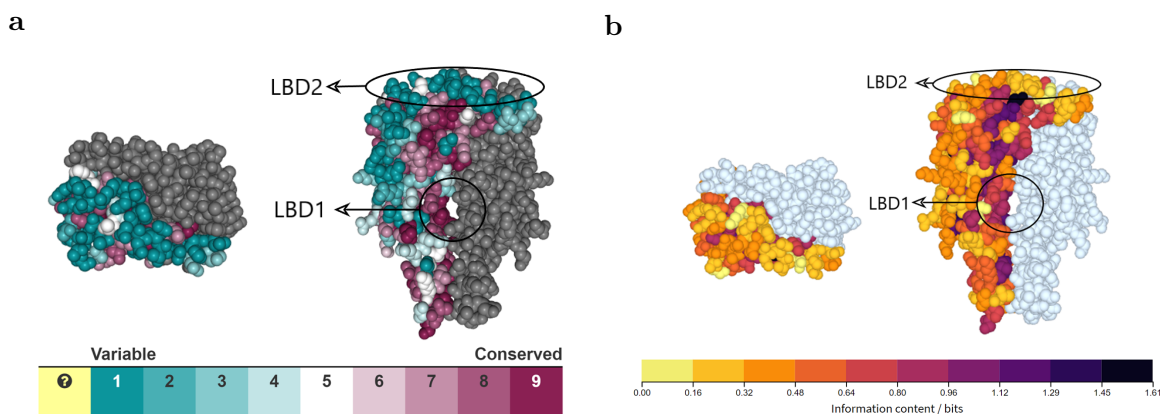 a
LBD2
LBD1
Variable Conserved
? 1 2 3 4 5 6 7 8 9
b
LBD2
LBD1
0.00 0.16 0.32 0.48 0.64 0.80 0.96 1.12 1.29 1.45 1.61
Information content / bits